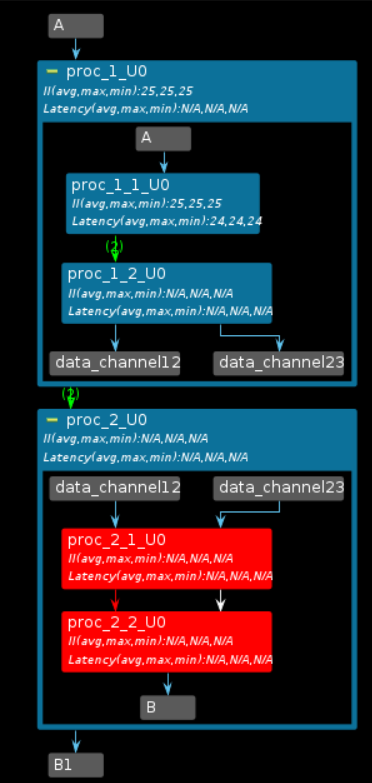 A
proc_1_U0
II(avg,max,min):25,25,25
Latency(avg,max,min):N/A,N/A,N/A
A
proc_1_1_U0
II(avg,max,min):25,25,25
Latency(avg,max,min):24,24,24
(2)
proc_1_2_U0
II(avg,max,min):N/A,N/A,N/A
Latency(avg,max,min):N/A,N/A,N/A
data_channel12 data_channel23
(2)
proc_2_U0
II(avg,max,min):N/A,N/A,N/A
Latency(avg,max,min):N/A,N/A,N/A
data_channel12 data_channel23
proc_2_1_U0
II(avg,max,min):N/A,N/A,N/A
Latency(avg,max,min):N/A,N/A,N/A
proc_2_2_U0
II(avg,max,min):N/A,N/A,N/A
Latency(avg,max,min):N/A,N/A,N/A
B
B1